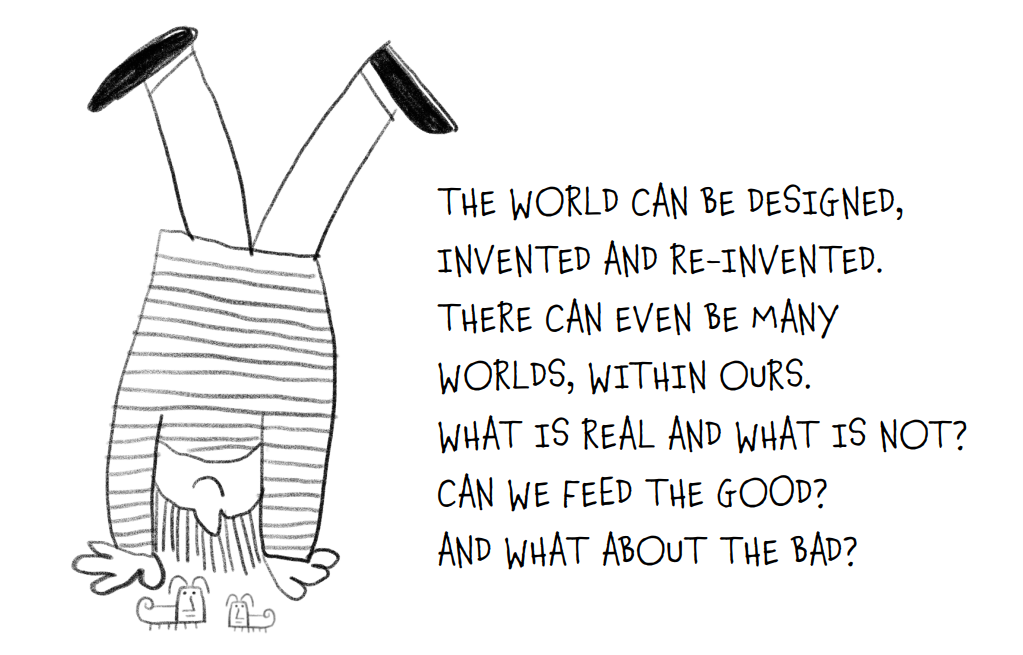 THE WORLD CAN BE DESIGNED,
INVENTED AND RE-INVENTED.
THERE CAN EVEN BE MANY
WORLDS, WITHIN OURS.
WHAT IS REAL AND WHAT IS NOT?
CAN WE FEED THE GOOD?
AND WHAT ABOUT THE BAD?